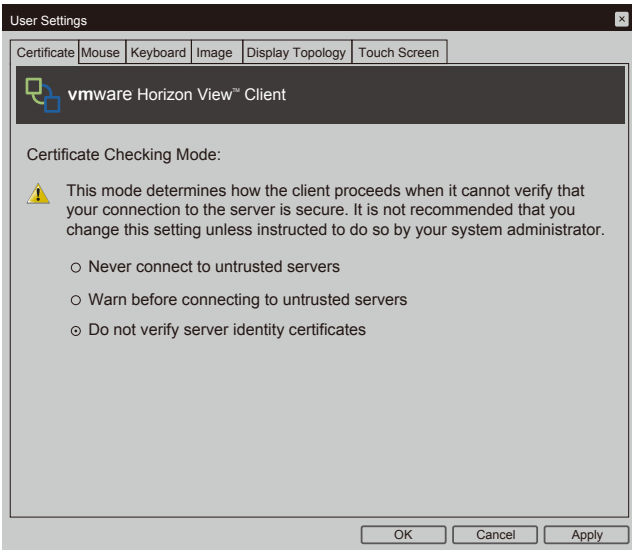 User Settings
Certificate Mouse Keyboard Image Display Topology Touch Screen
vmware Horizon View™ Client
Certificate Checking Mode:
This mode determines how the client proceeds when it cannot verify that
your connection to the server is secure. It is not recommended that you
change this setting unless instructed to do so by your system administrator.
Never connect to untrusted servers
Warn before connecting to untrusted servers
Do not verify server identity certificates
OK Cancel Apply